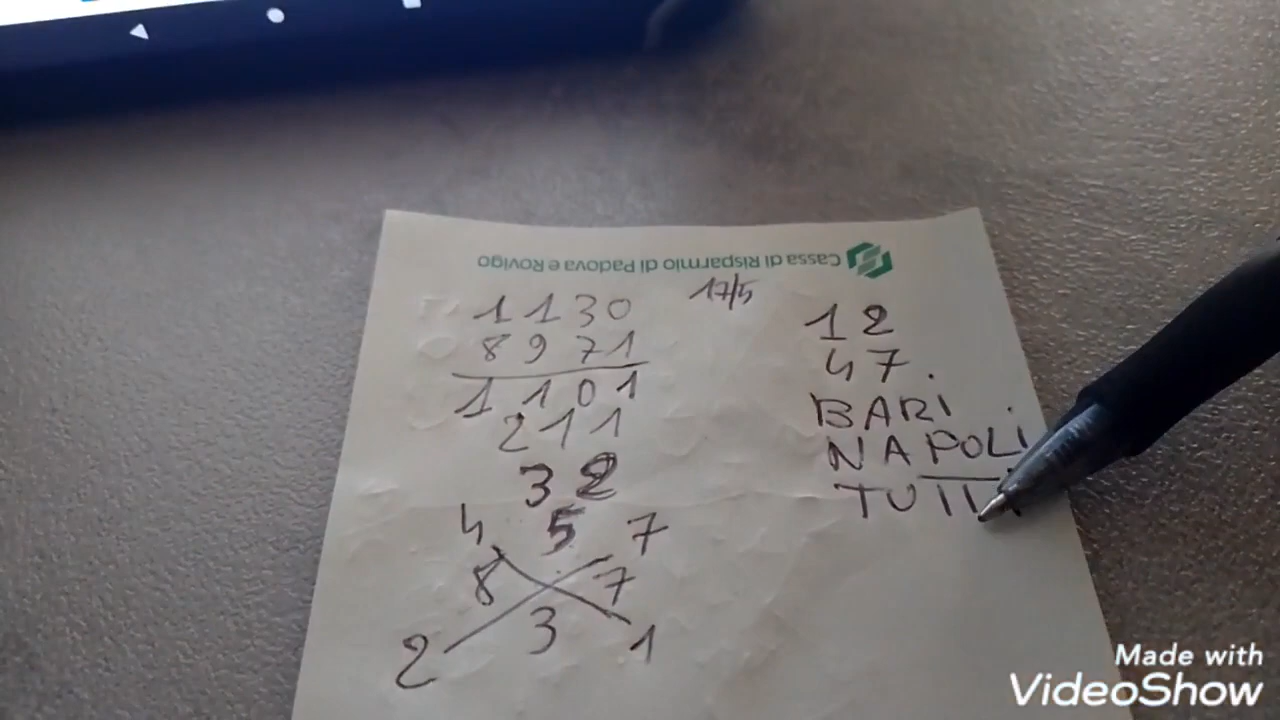 Cassa di Risparmio di Padova e Rovigo
17/5
1130
8971
1101
211
32
4 5 7
8 7
2 3 1
12
47.
BARI
NAPOLI
TUTTE
Made with
VideoShow